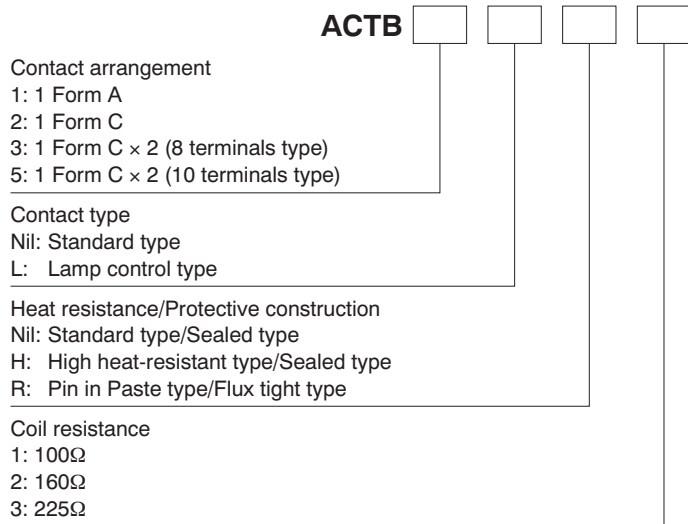 ACTB
Contact arrangement
1: 1 Form A
2: 1 Form C
3: 1 Form C × 2 (8 terminals type)
5: 1 Form C × 2 (10 terminals type)
Contact type
Nil: Standard type
L: Lamp control type
Heat resistance/Protective construction
Nil: Standard type/Sealed type
H: High heat-resistant type/Sealed type
R: Pin in Paste type/Flux tight type
Coil resistance
1: 100Ω
2: 160Ω
3: 225Ω